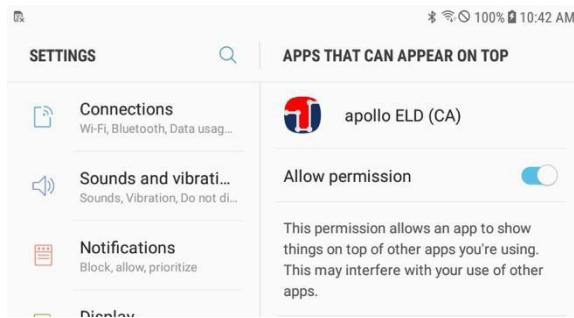 100% 10:42 AM
SETTINGS
Connections
Wi-Fi, Bluetooth, Data usag...
Sounds and vibrati...
Sounds, Vibration, Do not di...
Notifications
Block, allow, prioritize
Display
APPS THAT CAN APPEAR ON TOP
apollo ELD (CA)
Allow permission
This permission allows an app to show
things on top of other apps you're using.
This may interfere with your use of other
apps.